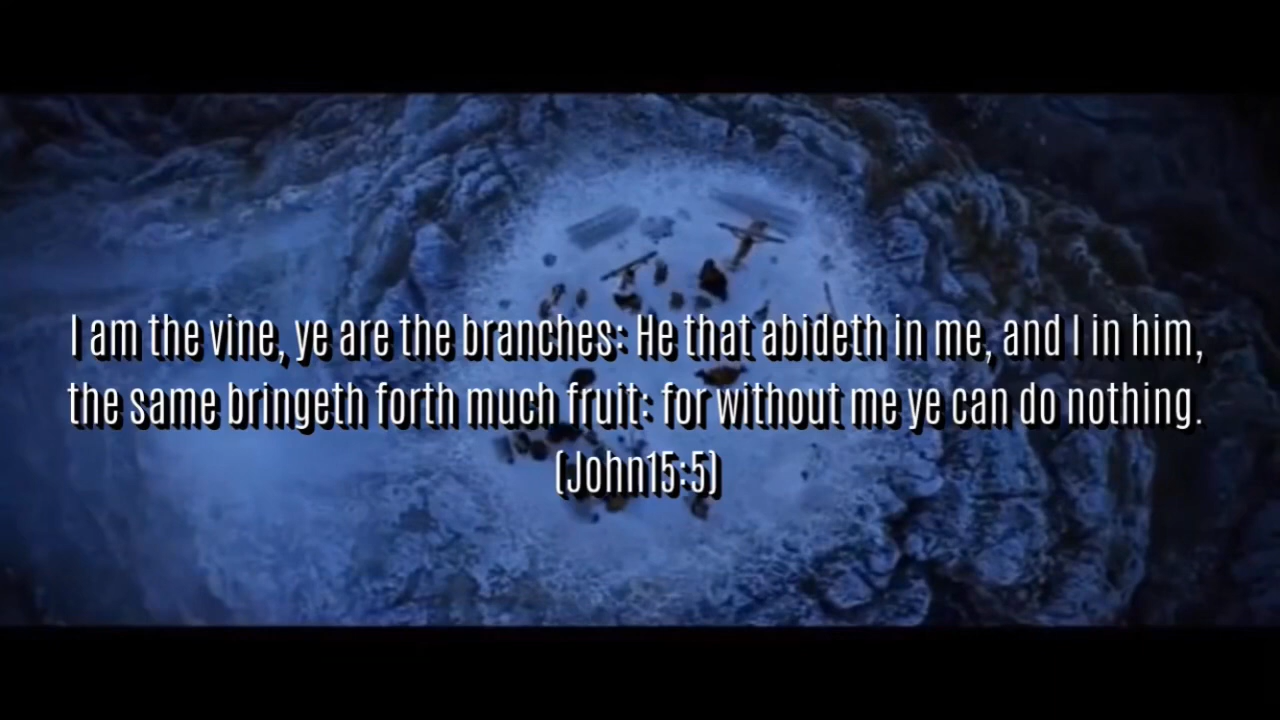 I am the vine, ye are the branches: He that abideth in me, and I in him,
the same bringeth forth much fruit: for without me ye can do nothing.
(John15:5)